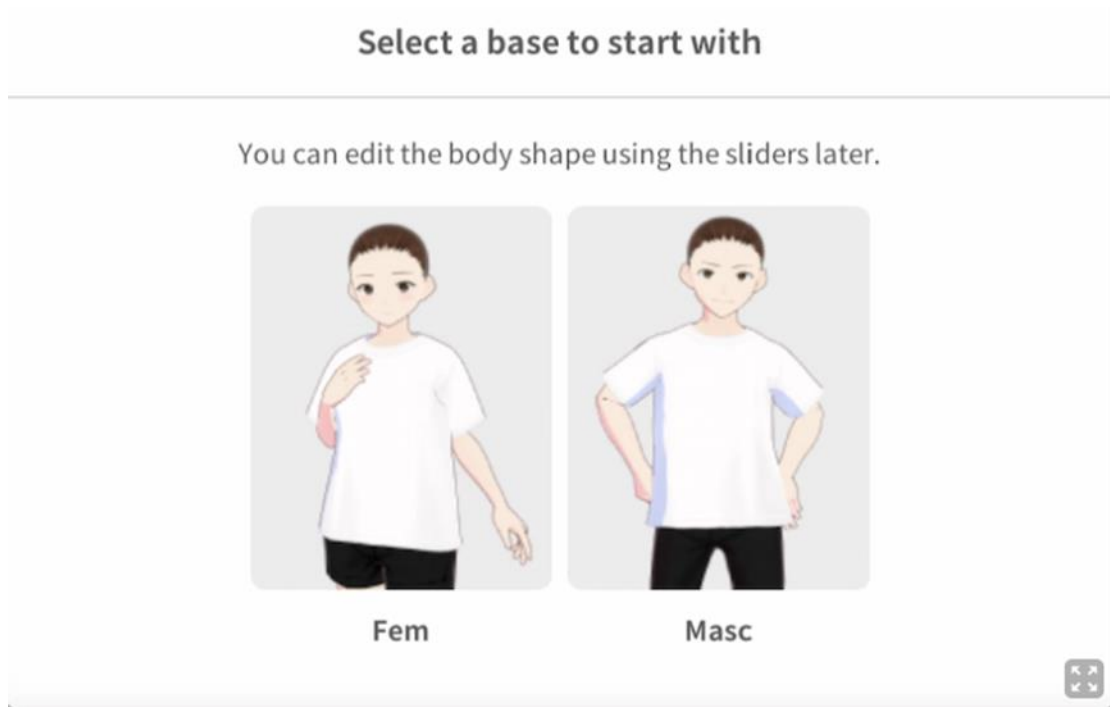 Select a base to start with
You can edit the body shape using the sliders later.
Fem
Masc